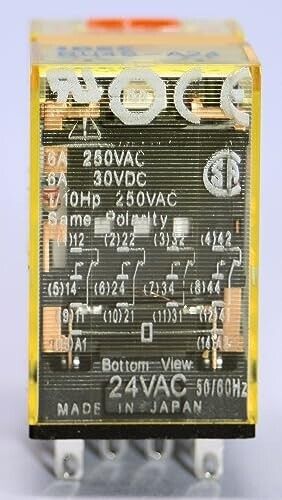 6A 250VAC
6A 30VDC
1/10Hp 250VAC
Same Polarity
(1)12 (2)22 (3)32 (4)42
(5)14 (6)24 (7)34 (8)44
(9)11 (10)21 (11)31 (12)41
A1
Bottom View
24VAC 50/60Hz
MADE IN JAPAN